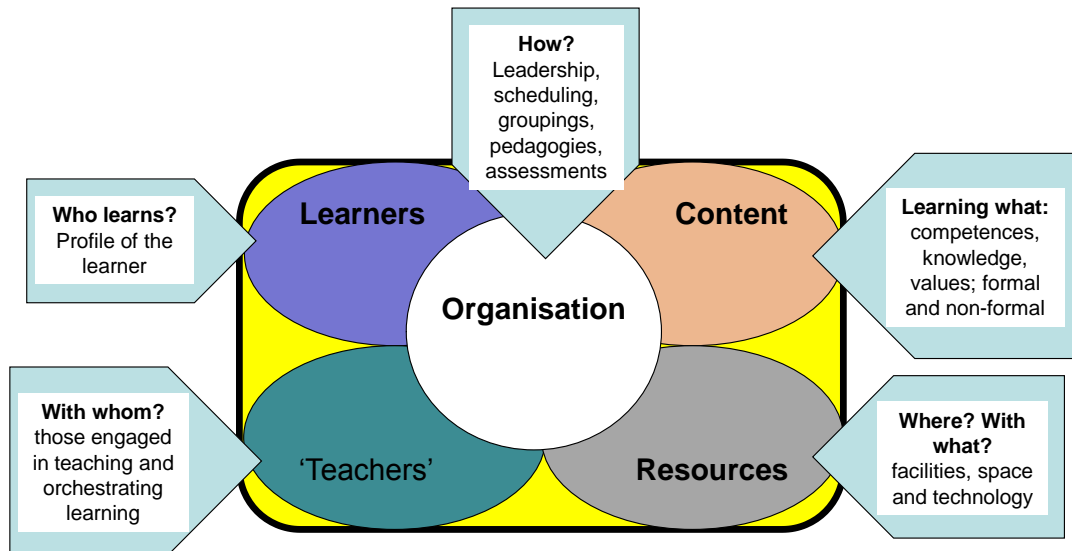 How?
Leadership,
scheduling,
groupings,
pedagogies,
assessments
Learners
Content
Who learns?
Profile of the
learner
Learning what:
competences,
knowledge,
values; formal
and non-formal
Organisation
With whom?
those engaged
in teaching and
orchestrating
learning
‘Teachers’
Resources
Where? With
what?
facilities, space
and technology